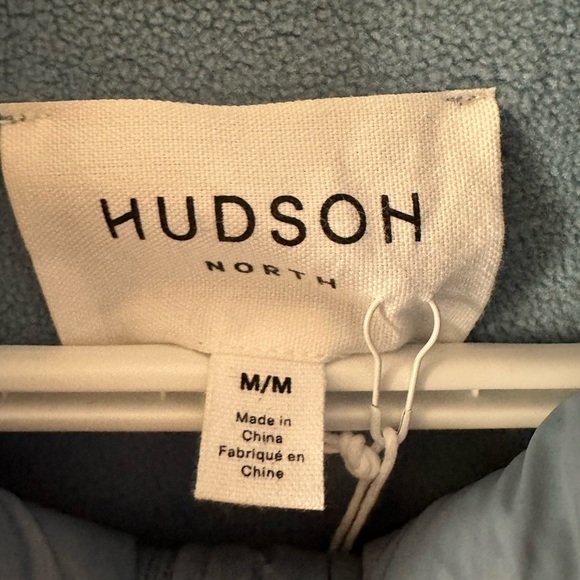 HUDSON
NORTH
M/M
Made in
China
Fabriqué en
Chine